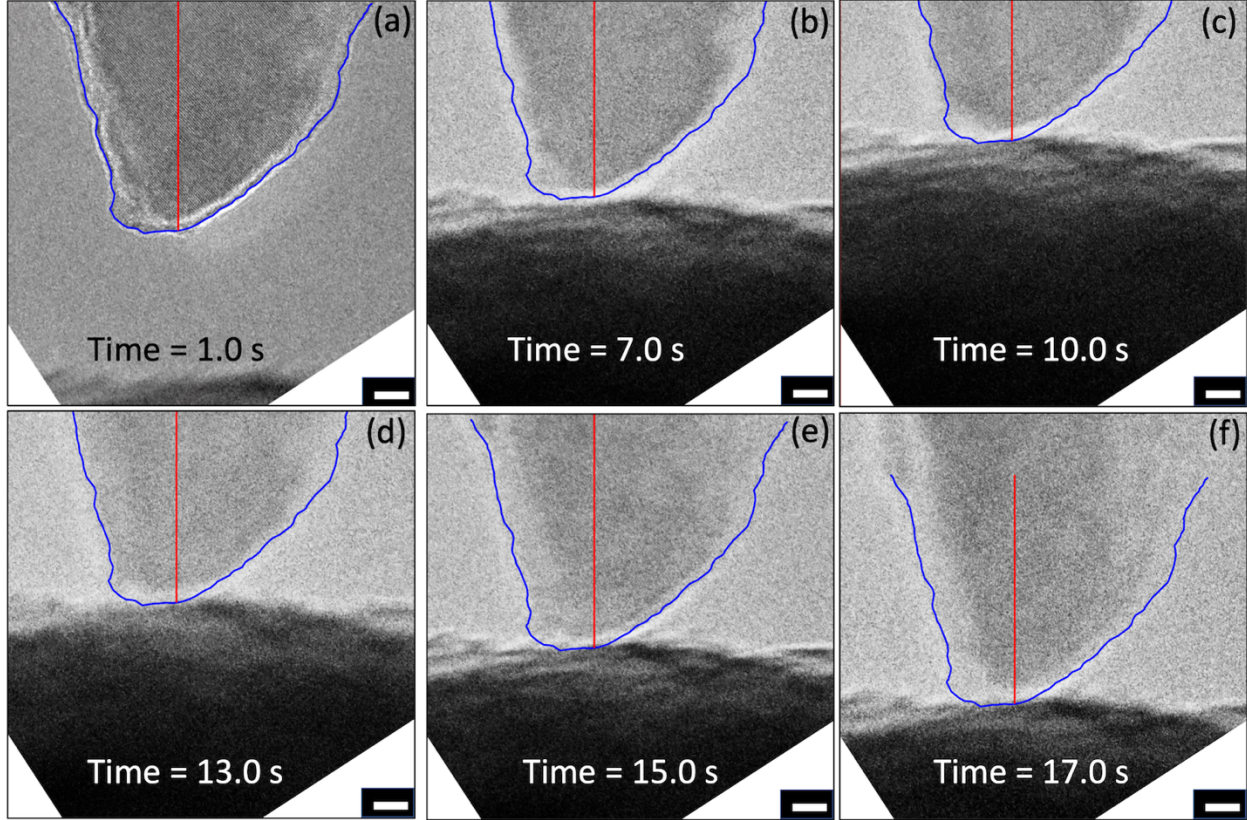 (a)
Time = 1.0 s
(b)
Time = 7.0 s
(c)
Time = 10.0 s
(d)
Time = 13.0 s
(e)
Time = 15.0 s
(f)
Time = 17.0 s